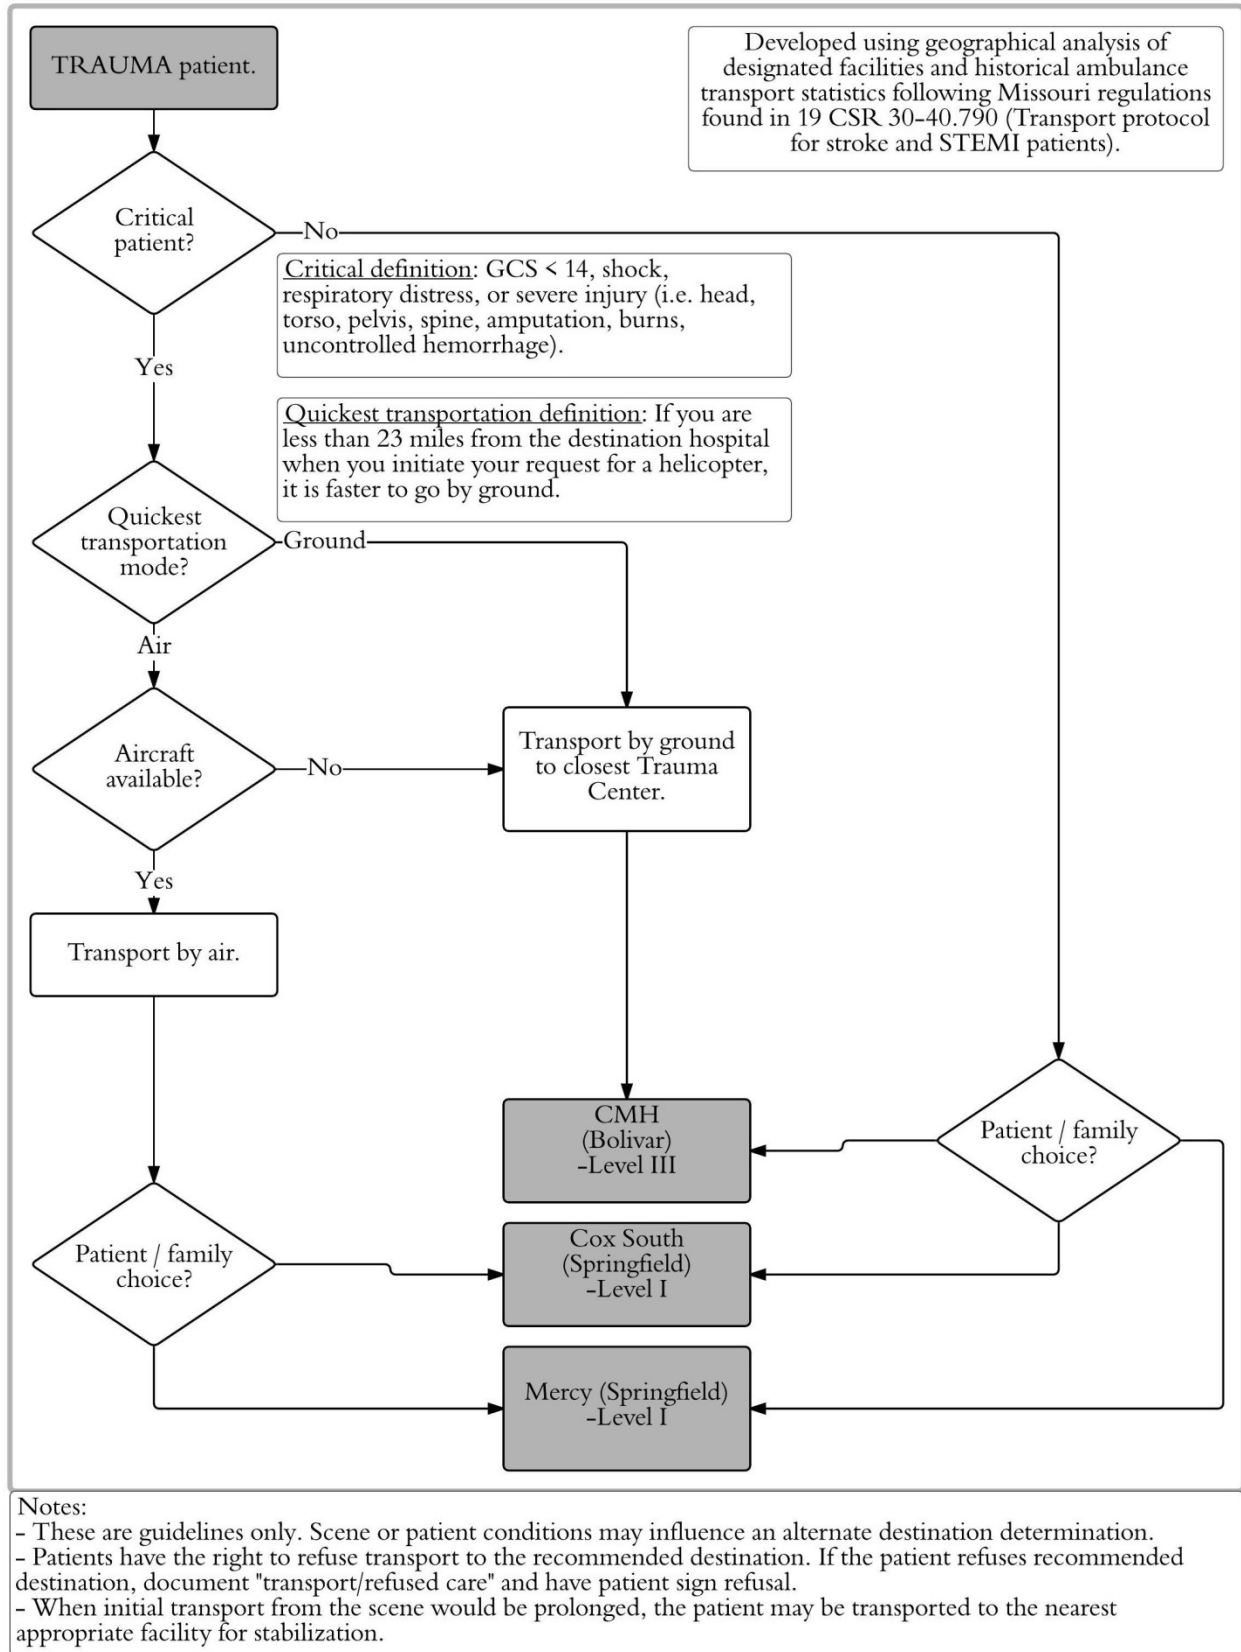 TRAUMA patient.
Developed using geographical analysis of
designated facilities and historical ambulance
transport statistics following Missouri regulations
found in 19 CSR 30-40.790 (Transport protocol
for stroke and STEMI patients).
Critical
patient?
No
Critical definition: GCS < 14, shock,
respiratory distress, or severe injury (i.e. head,
torso, pelvis, spine, amputation, burns,
uncontrolled hemorrhage).
Yes
Quickest transportation definition: If you are
less than 23 miles from the destination hospital
when you initiate your request for a helicopter,
it is faster to go by ground.
Quickest
transportation
mode?
Ground
Air
Aircraft
available?
No
Transport by ground
to closest Trauma
Center.
Yes
Transport by air.
CMH
(Bolivar)
-Level III
Patient / family
choice?
Patient / family
choice?
Cox South
(Springfield)
-Level I
Mercy (Springfield)
-Level I
Notes:
- These are guidelines only. Scene or patient conditions may influence an alternate destination determination.
- Patients have the right to refuse transport to the recommended destination. If the patient refuses recommended
destination, document "transport/refused care" and have patient sign refusal.
- When initial transport from the scene would be prolonged, the patient may be transported to the nearest
appropriate facility for stabilization.